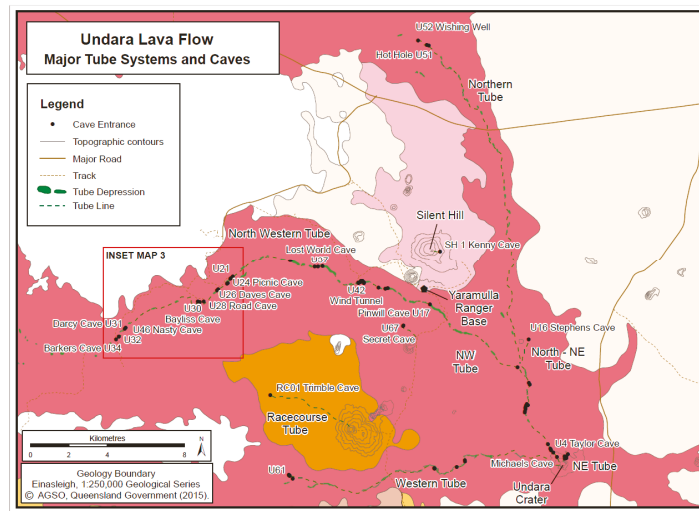 Undara Lava Flow
Major Tube Systems and Caves
Legend
Cave Entrance
Topographic contours
Major Road
Track
Tube Depression
Tube Line
U52 Wishing Well
Hot Hole U51
Northern
Tube
Silent Hill
SH 1 Kenny Cave
North Western Tube
Lost World Cave
U37
INSET MAP 3
U21
U24 Picnic Cave
U26 Daves Cave
U28 Road Cave
U30
Bayliss Cave
Darcy Cave U31
U46 Nasty Cave
U32
Barkers Cave U34
U42
Wind Tunnel
Pinwill Cave U17
Yaramulla
Ranger
Base
U67
Secret Cave
NW
Tube
U16 Stephens Cave
North - NE
Tube
RC01 Trimble Cave
Racecourse
Tube
U4 Taylor Cave
Michaels Cave
NE Tube
Undara
Crater
Western Tube
U61
Kilometres
0 2 4 8
N
Geology Boundary
Einasleigh, 1:250,000 Geological Series
© AGSO, Queensland Government (2015).